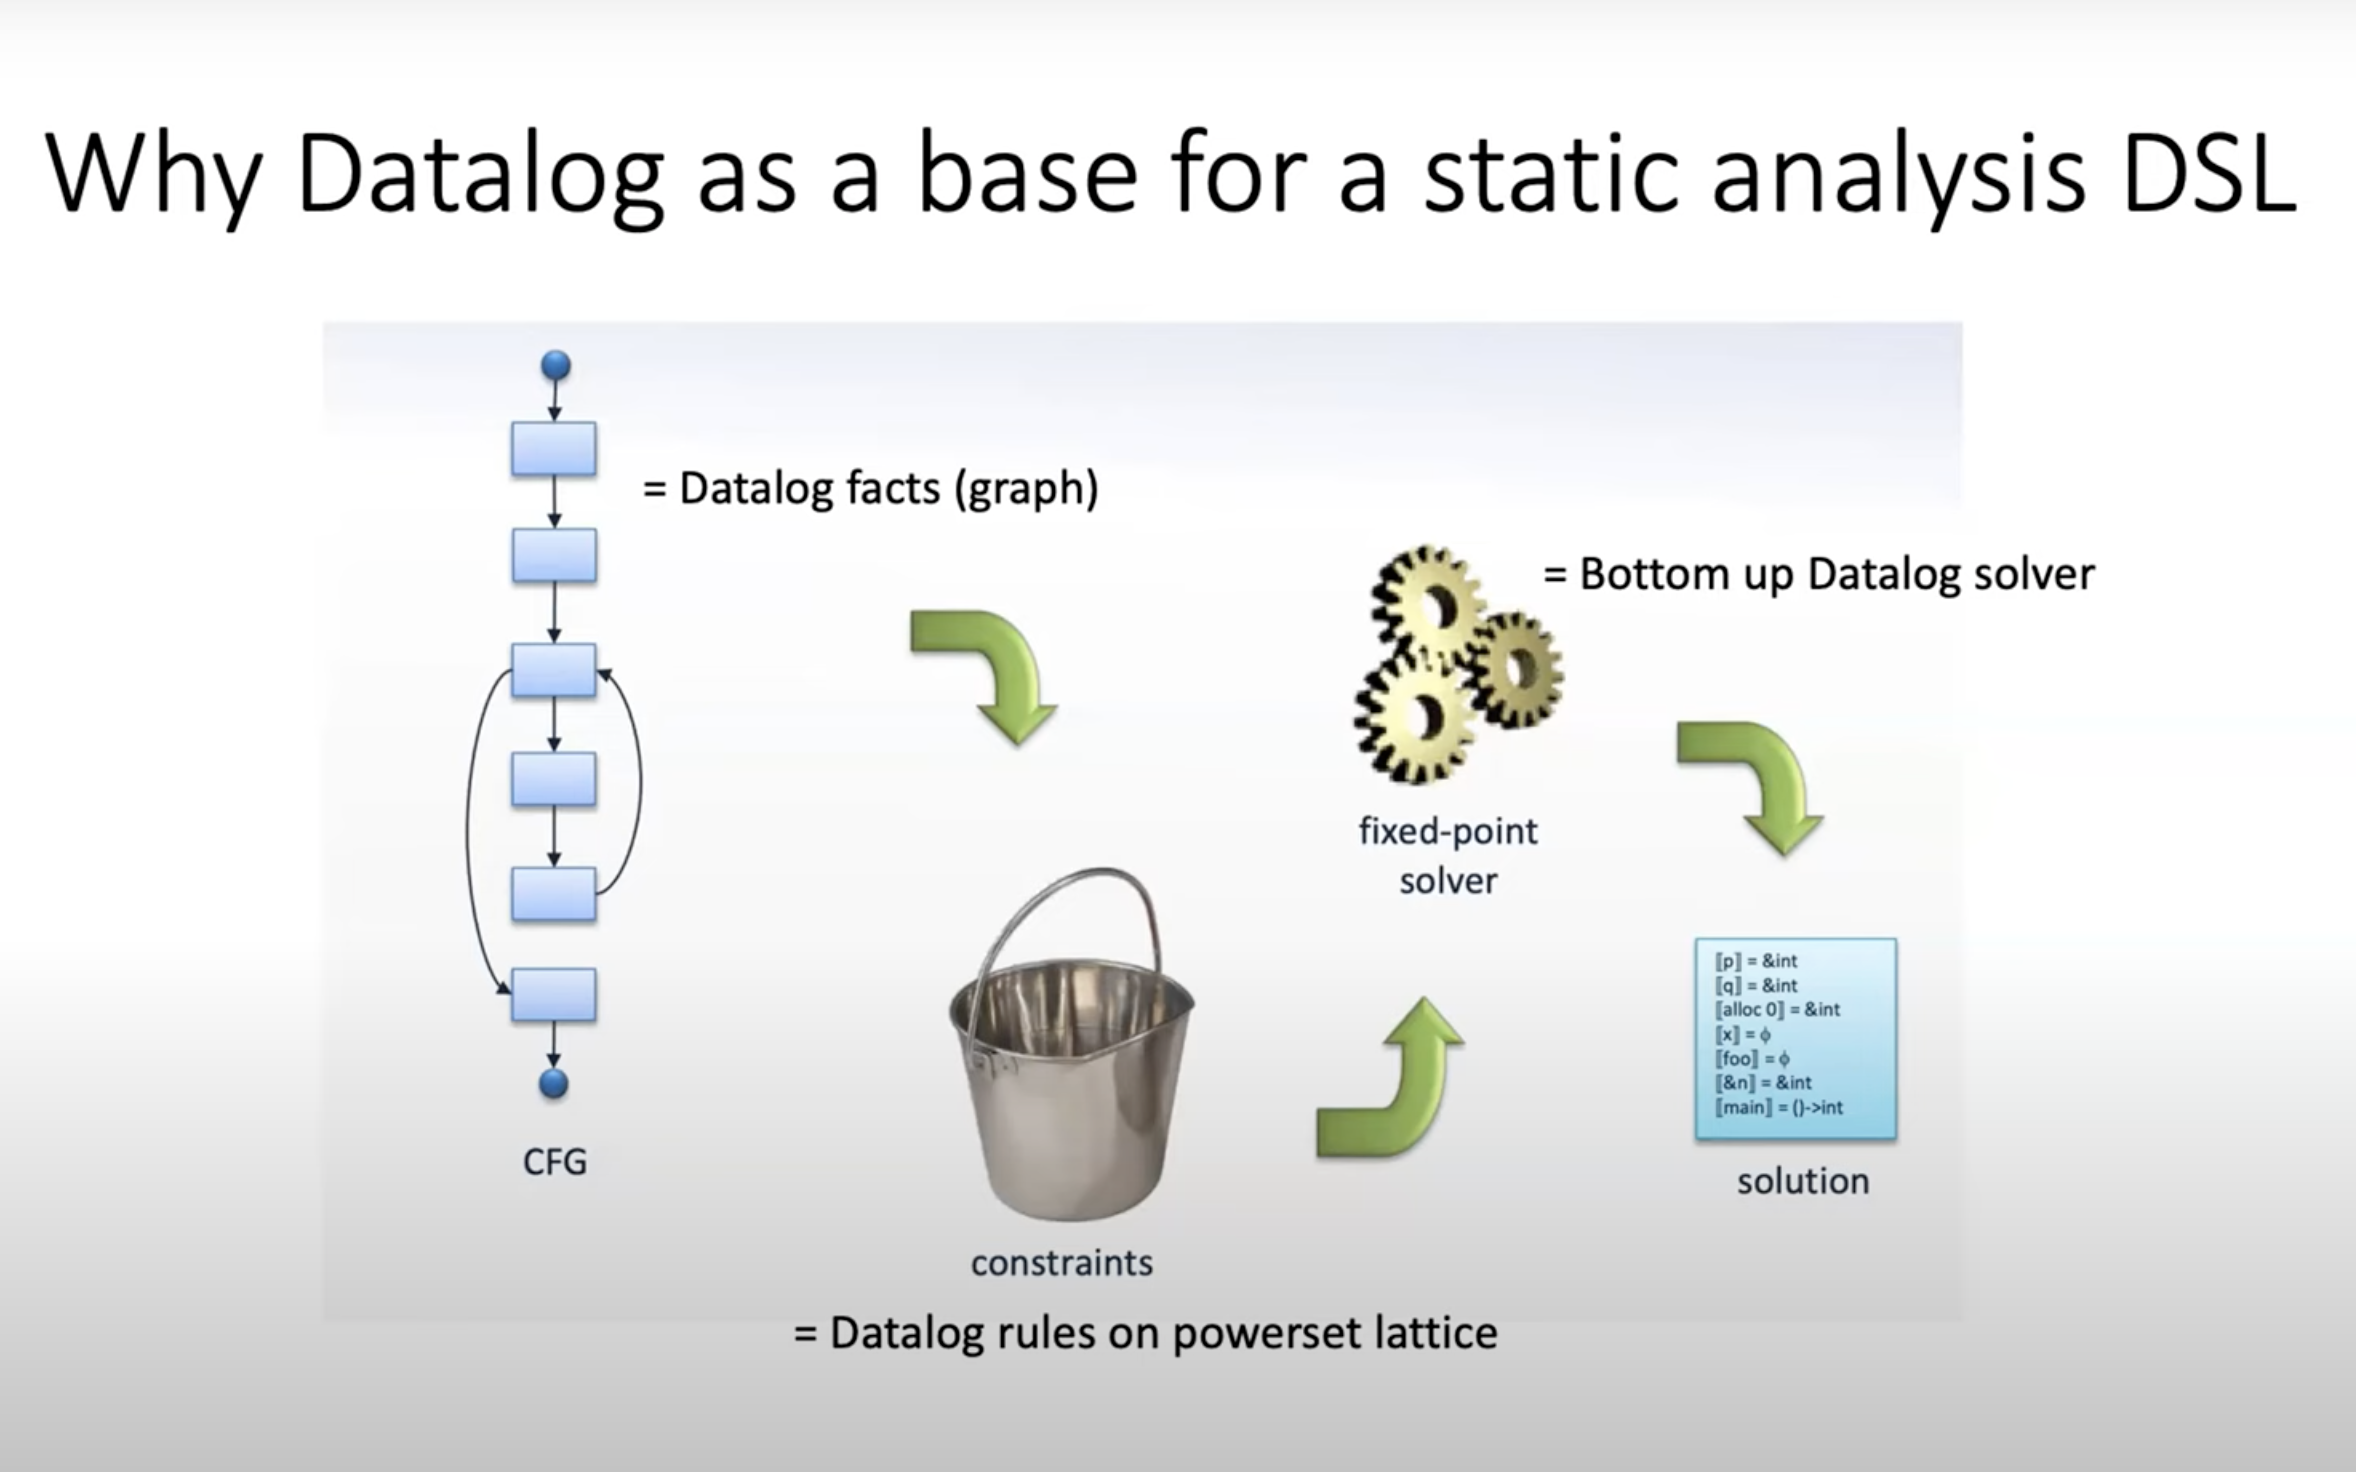 Why Datalog as a base for a static analysis DSL
= Datalog facts (graph)
= Bottom up Datalog solver
fixed-point
solver
[[p]] = &int
[[q]] = &int
[[alloc 0]] = &int
[[x]] = ϕ
[[foo]] = ϕ
[[&n]] = &int
[[main]] = ()->int
CFG
solution
constraints
= Datalog rules on powerset lattice